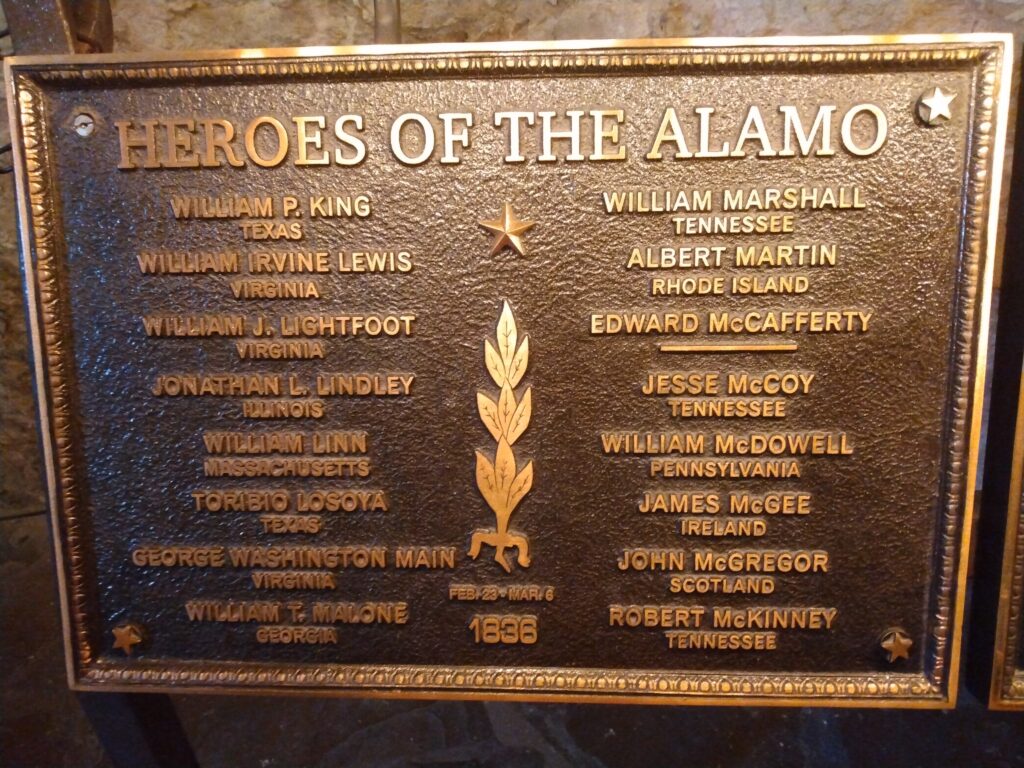 HEROES OF THE ALAMO
WILLIAM P. KING
TEXAS
WILLIAM IRVINE LEWIS
VIRGINIA
WILLIAM J. LIGHTFOOT
VIRGINIA
JONATHAN L. LINDLEY
ILLINOIS
WILLIAM LINN
MASSACHUSETTS
TORIBIO LOSOYA
TEXAS
GEORGE WASHINGTON MAIN
VIRGINIA
WILLIAM T. MALONE
GEORGIA
FEB. 23 • MAR. 6
1836
WILLIAM MARSHALL
TENNESSEE
ALBERT MARTIN
RHODE ISLAND
EDWARD McCAFFERTY
JESSE McCOY
TENNESSEE
WILLIAM McDOWELL
PENNSYLVANIA
JAMES McGEE
IRELAND
JOHN McGREGOR
SCOTLAND
ROBERT McKINNEY
TENNESSEE